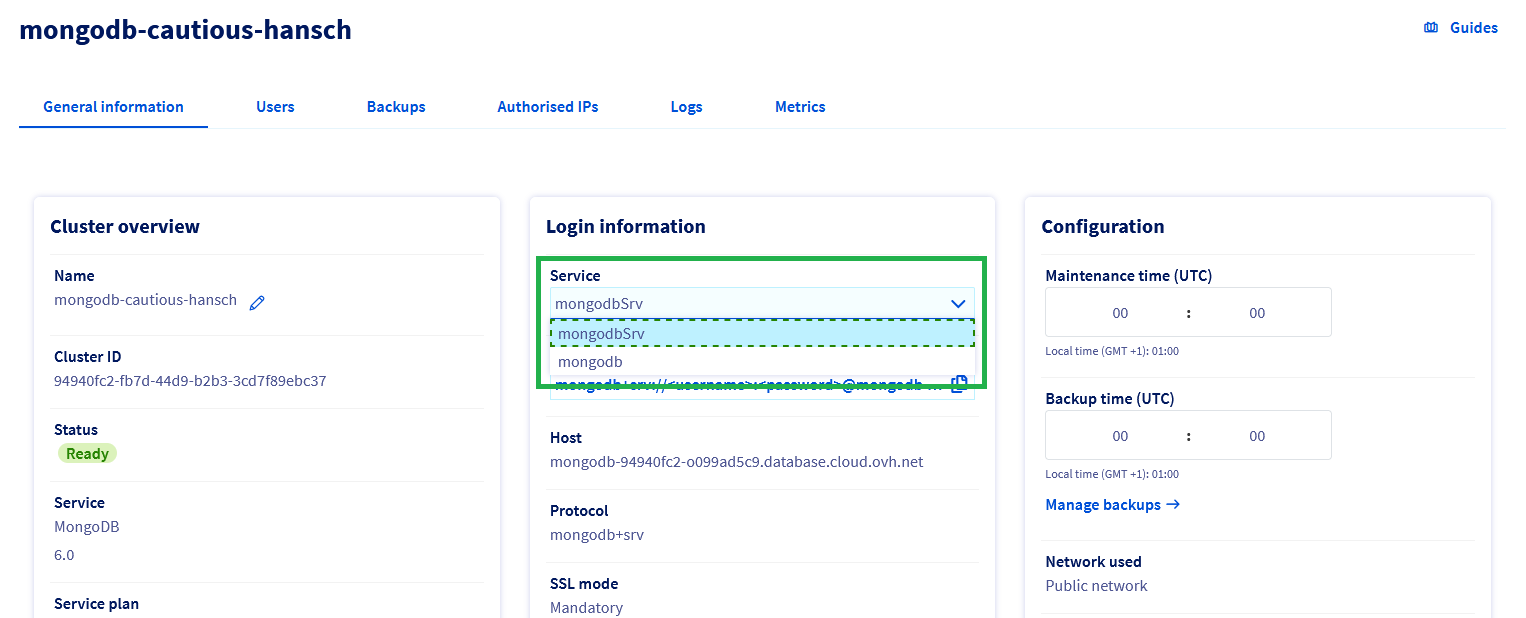 mongodb-cautious-hansch
Guides
General information
Users
Backups
Authorised IPs
Logs
Metrics
Cluster overview
Name
mongodb-cautious-hansch
Cluster ID
94940fc2-fb7d-44d9-b2b3-3cd7f89ebc37
Status
Ready
Service
MongoDB
6.0
Service plan
Login information
Service
mongodbSrv
mongodbSrv
mongodb
mongodb+srv://<username>:<password>@mongodb-...
Host
mongodb-94940fc2-o099ad5c9.database.cloud.ovh.net
Protocol
mongodb+srv
SSL mode
Mandatory
Configuration
Maintenance time (UTC)
00 : 00
Local time (GMT +1): 01:00
Backup time (UTC)
00 : 00
Local time (GMT +1): 01:00
Manage backups →
Network used
Public network